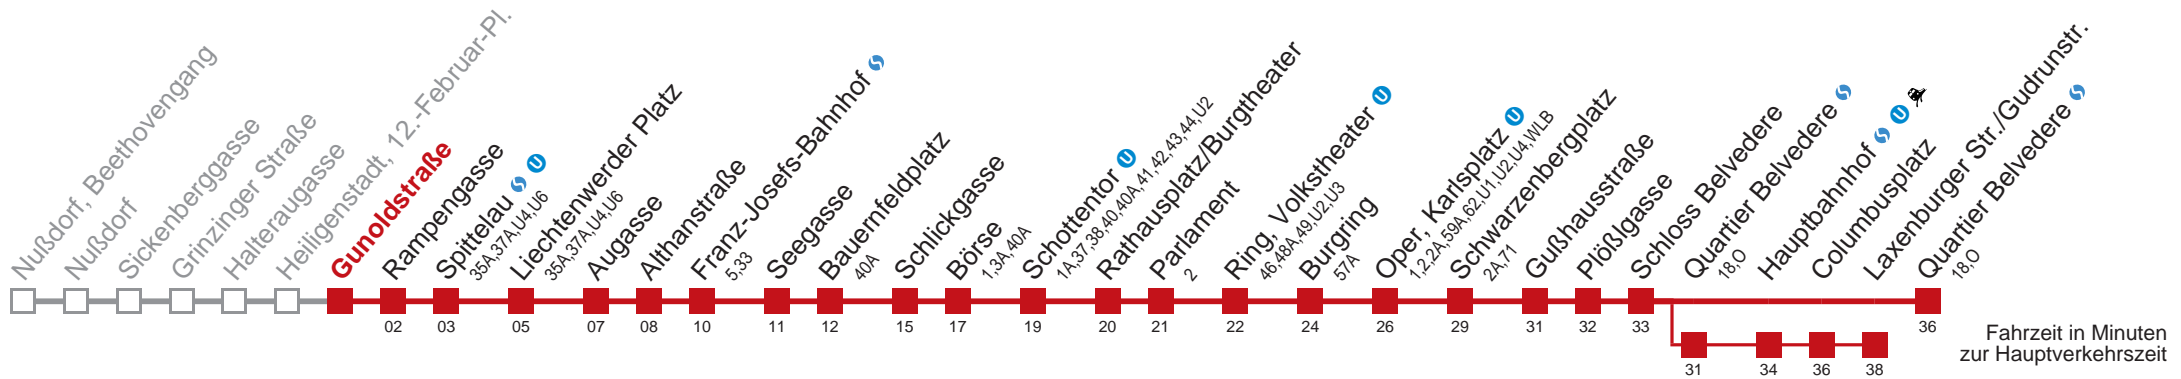 Nußdorf, Beethovengang
Nußdorf
Sickenberggasse
Grinzinger Straße
Halteraugasse
Heiligenstadt, 12.-Februar-Pl.
Gunoldstraße
Rampengasse
02
Spittelau S U
35A,37A,U4,U6
03
Liechtenwerder Platz
35A,37A,U4,U6
05
Augasse
07
Althanstraße
08
Franz-Josefs-Bahnhof S
5,33
10
Seegasse
11
Bauernfeldplatz
40A
12
Schlickgasse
15
Börse
1,3A,40A
17
Schottentor U
1A,37,38,40,40A,41,42,43,44,U2
19
Rathausplatz/Burgtheater
20
Parlament
2
21
Ring, Volkstheater U
46,48A,49,U2,U3
22
Burgring
57A
24
Oper, Karlsplatz U
1,2,2A,59A,62,U1,U2,U4,WLB
26
Schwarzenbergplatz
2A,71
29
Gußhausstraße
31
Plößlgasse
32
Schloss Belvedere
33
Quartier Belvedere S
18,O
31
Hauptbahnhof S U
34
Columbusplatz
36
Laxenburger Str./Gudrunstr.
38
Quartier Belvedere S
18,O
36
Fahrzeit in Minuten
zur Hauptverkehrszeit